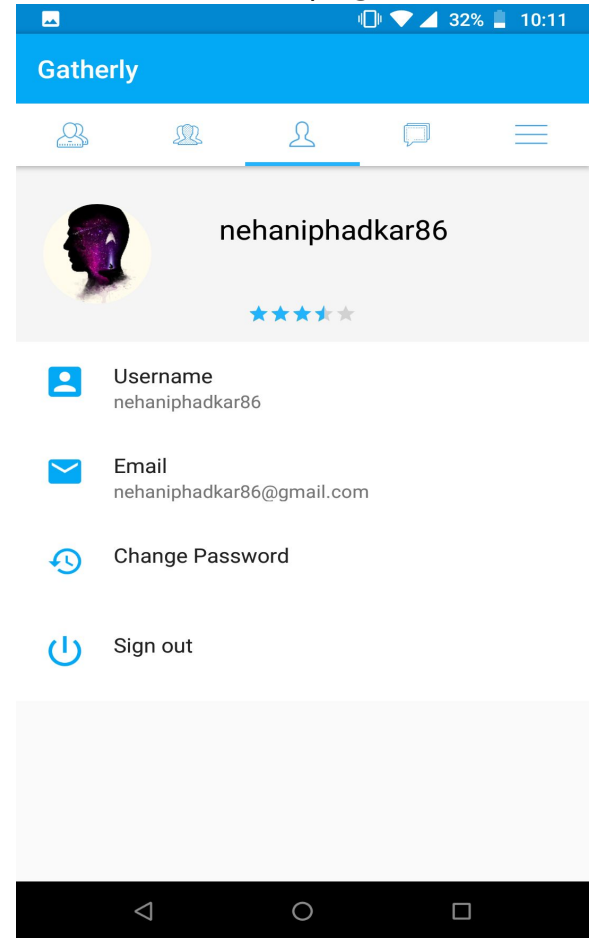 32% 10:11
Gatherly
nehaniphadkar86
Username
nehaniphadkar86
Email
nehaniphadkar86@gmail.com
Change Password
Sign out